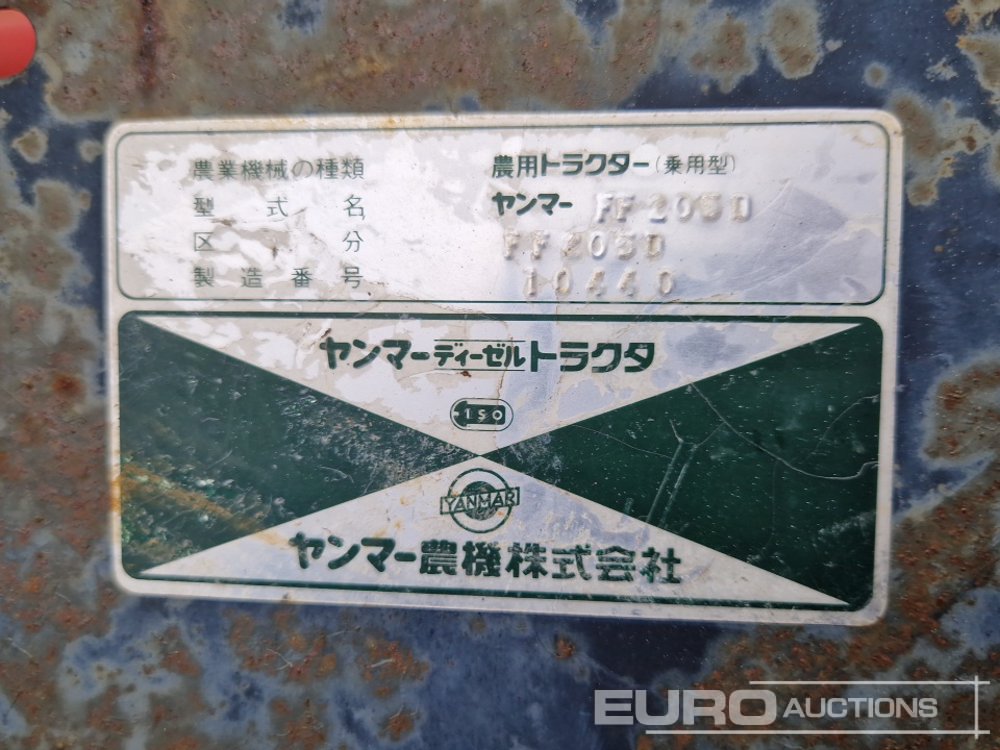 農業機械の種類 農用トラクター(乗用型)
型式名 ヤンマー FF205D
区分 FF205D
製造番号 10440
ヤンマーディーゼルトラクタ
ISO
YANMAR
ヤンマー農機株式会社
EURO AUCTIONS